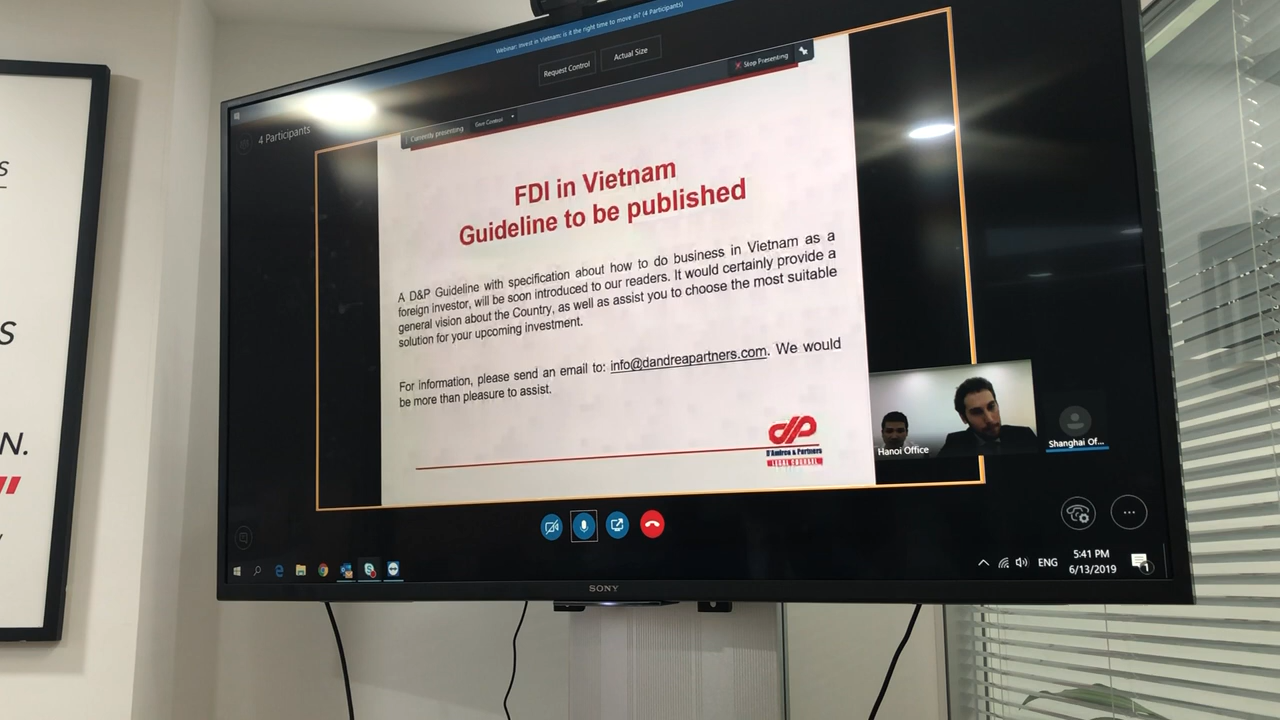 Webinar: Invest in Vietnam: is it the right time to move in? (4 Participants)
Request Control
Actual Size
Stop Presenting
4 Participants
Currently presenting
Give Control
FDI in Vietnam
Guideline to be published
A D&P Guideline with specification about how to do business in Vietnam as a
foreign investor, will be soon introduced to our readers. It would certainly provide a
general vision about the Country, as well as assist you to choose the most suitable
solution for your upcoming investment.
For information, please send an email to: info@dandreapartners.com. We would
be more than pleasure to assist.
dp
D'Andrea & Partners
LEGAL COUNSEL
Hanoi Office
Shanghai Of...
ENG
5:41 PM
6/13/2019
1
SONY
S
S
N.